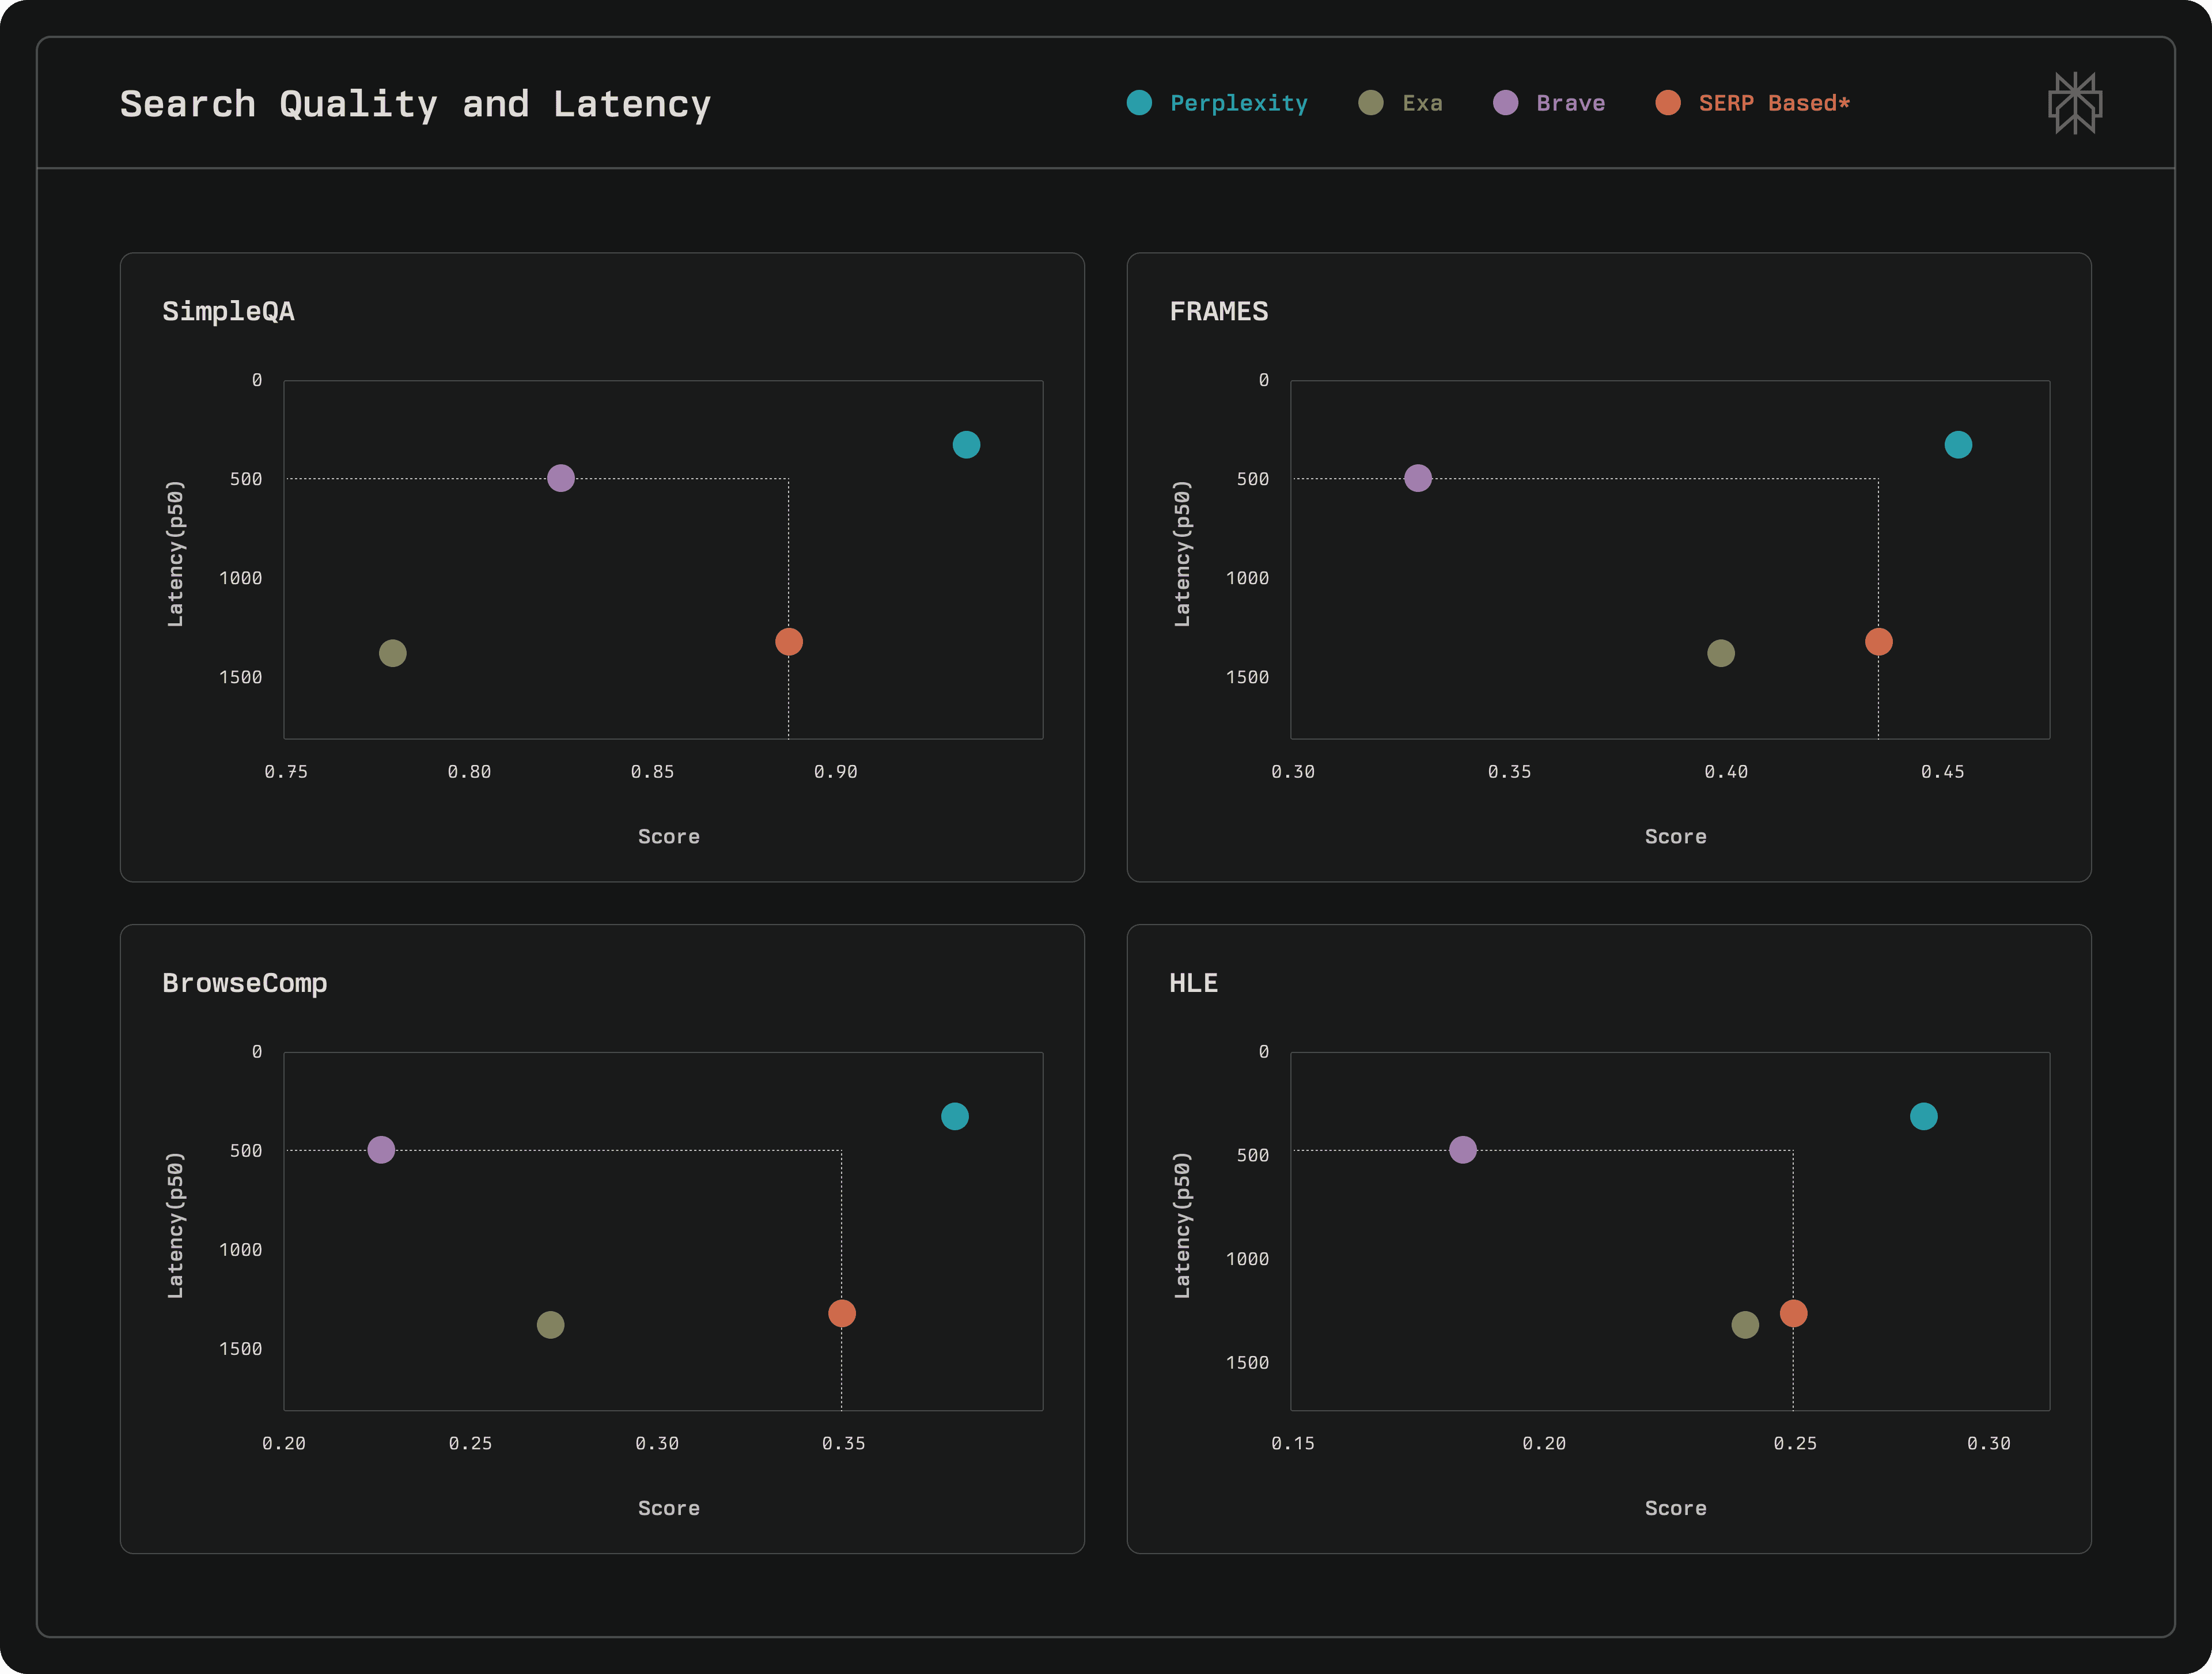 Search Quality and Latency
Perplexity
Exa
Brave
SERP Based*
SimpleQA
0
500
1000
1500
Latency(p50)
0.75 0.80 0.85 0.90
Score
FRAMES
0
500
1000
1500
Latency(p50)
0.30 0.35 0.40 0.45
Score
BrowseComp
0
500
1000
1500
Latency(p50)
0.20 0.25 0.30 0.35
Score
HLE
0
500
1000
1500
Latency(p50)
0.15 0.20 0.25 0.30
Score